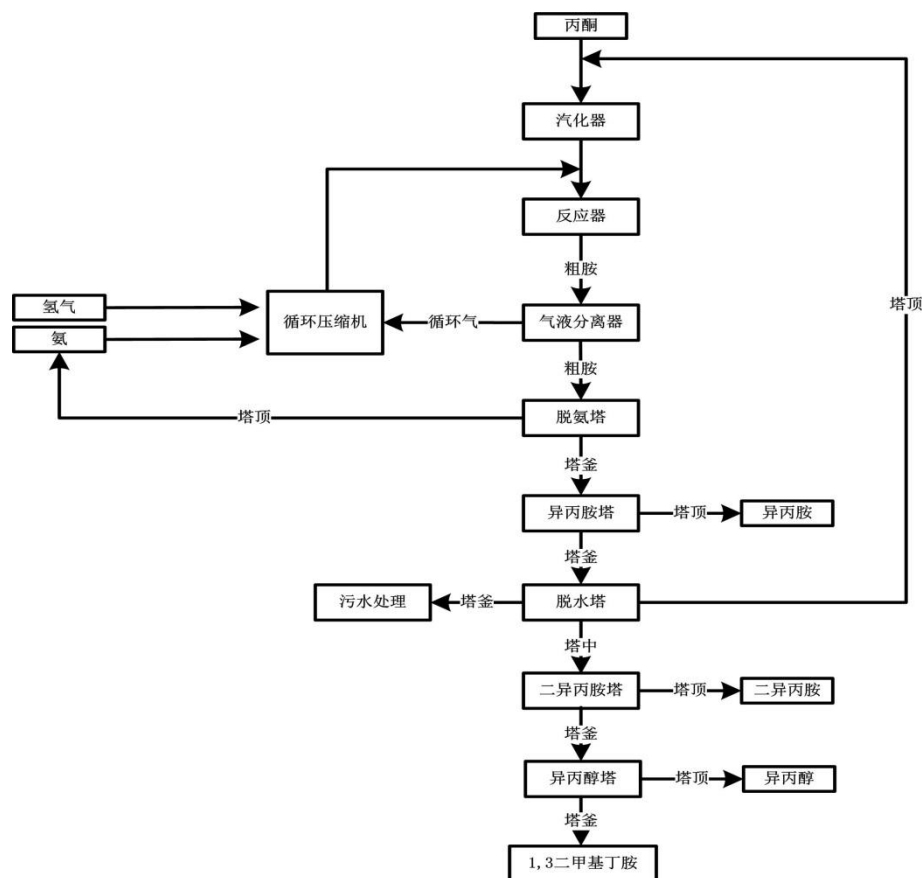 丙酮
汽化器
反应器
粗胺
氢气
氨
循环压缩机
循环气
气液分离器
塔顶
粗胺
塔顶
脱氨塔
塔釜
异丙胺塔
塔顶
异丙胺
塔釜
污水处理
塔釜
脱水塔
塔中
二异丙胺塔
塔顶
二异丙胺
塔釜
异丙醇塔
塔顶
异丙醇
塔釜
1,3二甲基丁胺